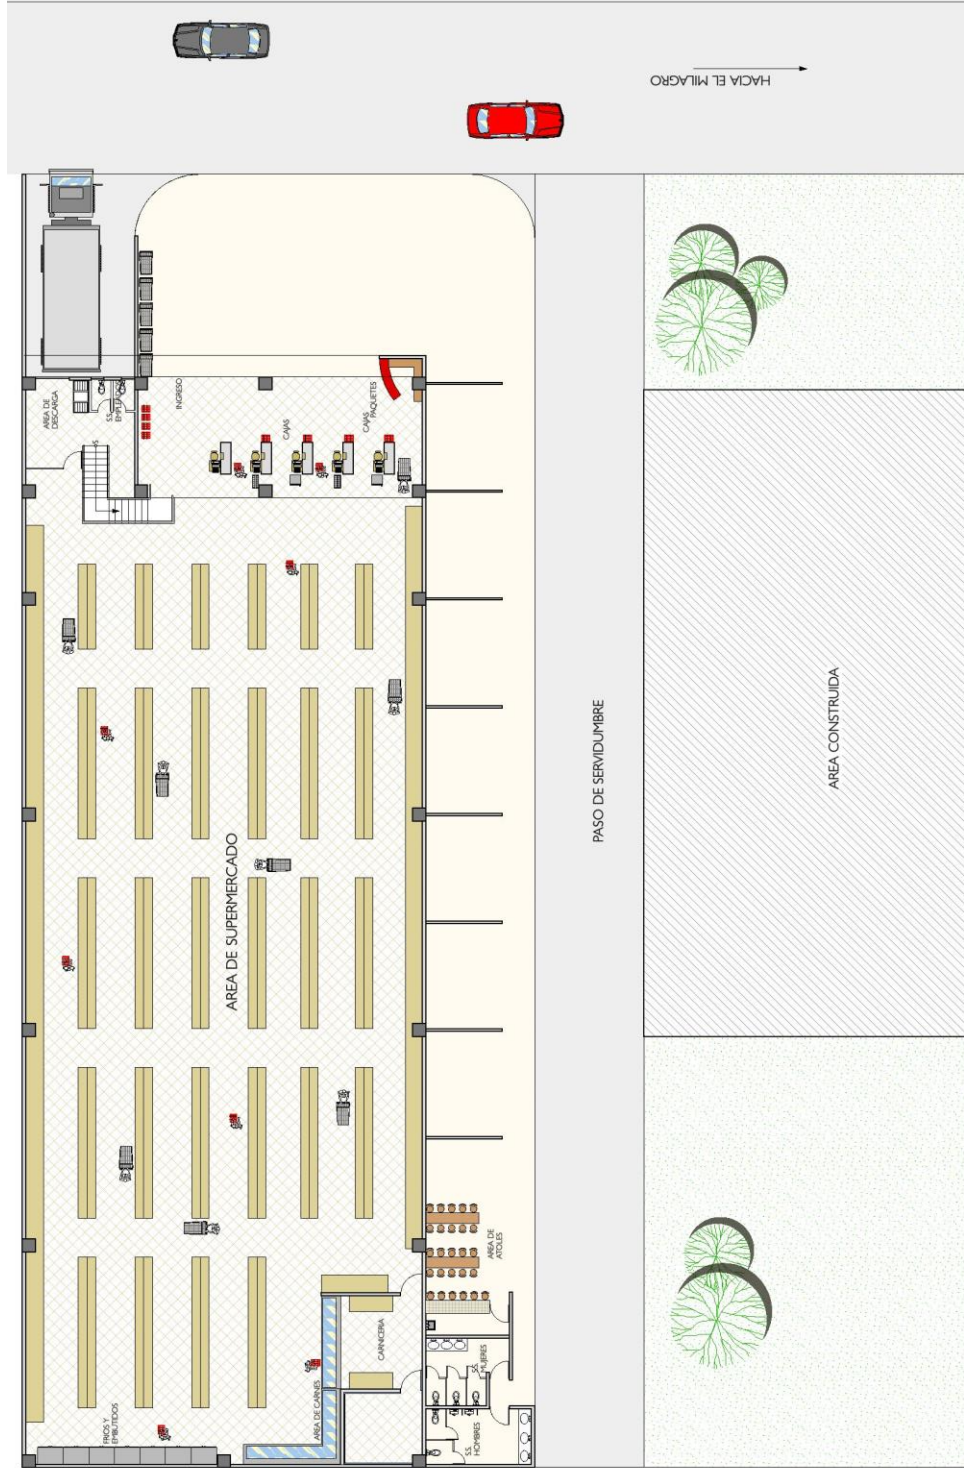 HACIA EL MILAGRO
AREA DE
DESCARGA
S.S.
EMPLEADOS
INGRESO
CAJAS
CAJAS
PAQUETES
S
AREA DE SUPERMERCADO
PASO DE SERVIDUMBRE
AREA CONSTRUIDA
AREA DE
ATOLES
CARNICERIA
S.S.
MUJERES
FRIOS Y
EMBUTIDOS
AREA DE CARNES
S.S.
HOMBRES